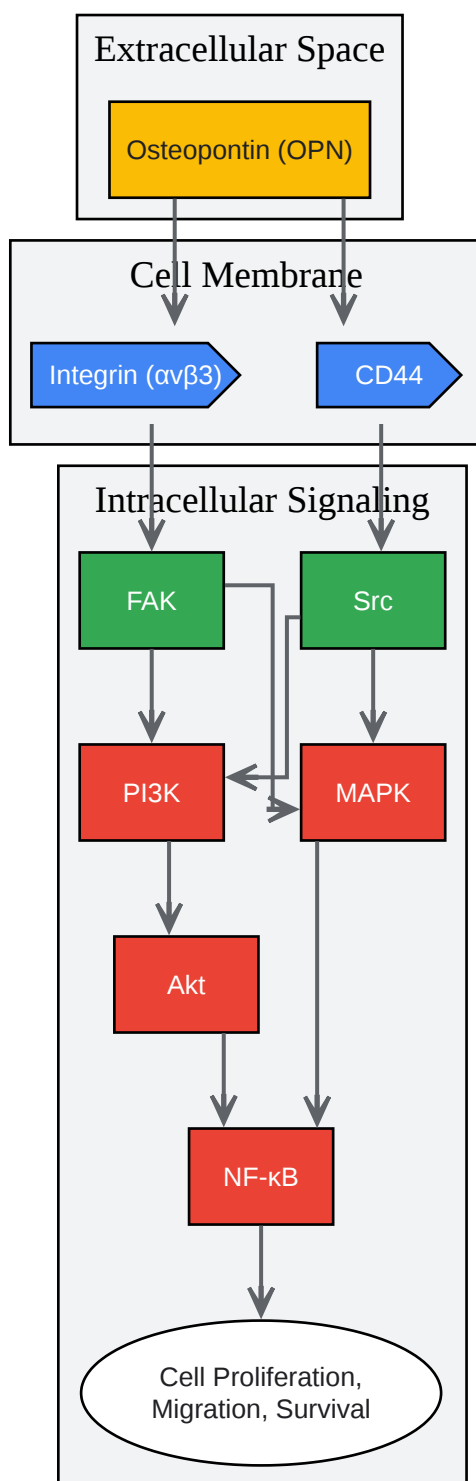 Extracellular Space
Osteopontin (OPN)
Cell Membrane
Integrin (αvβ3)
CD44
Intracellular Signaling
FAK
Src
PI3K
MAPK
Akt
NF-κB
Cell Proliferation,
Migration, Survival